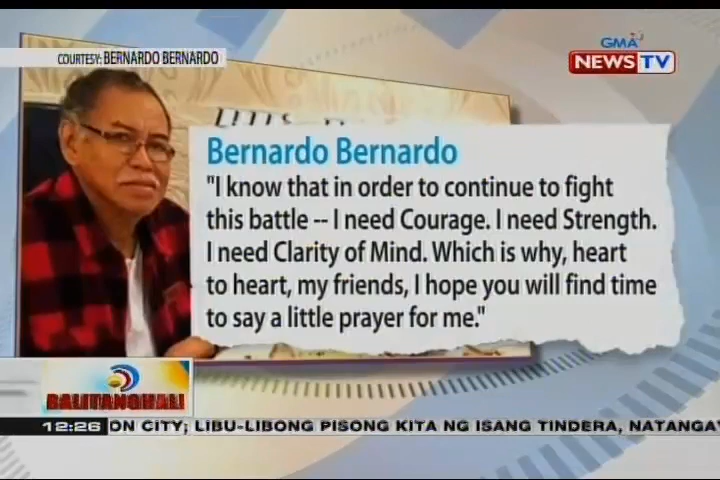 COURTESY: BERNARDO BERNARDO
GMA
NEWS TV
Bernardo Bernardo
"I know that in order to continue to fight
this battle -- I need Courage. I need Strength.
I need Clarity of Mind. Which is why, heart
to heart, my friends, I hope you will find time
to say a little prayer for me."
BALITANGHALI
12:26 ON CITY; LIBU-LIBONG PISONG KITA NG ISANG TINDERA, NATANGAY